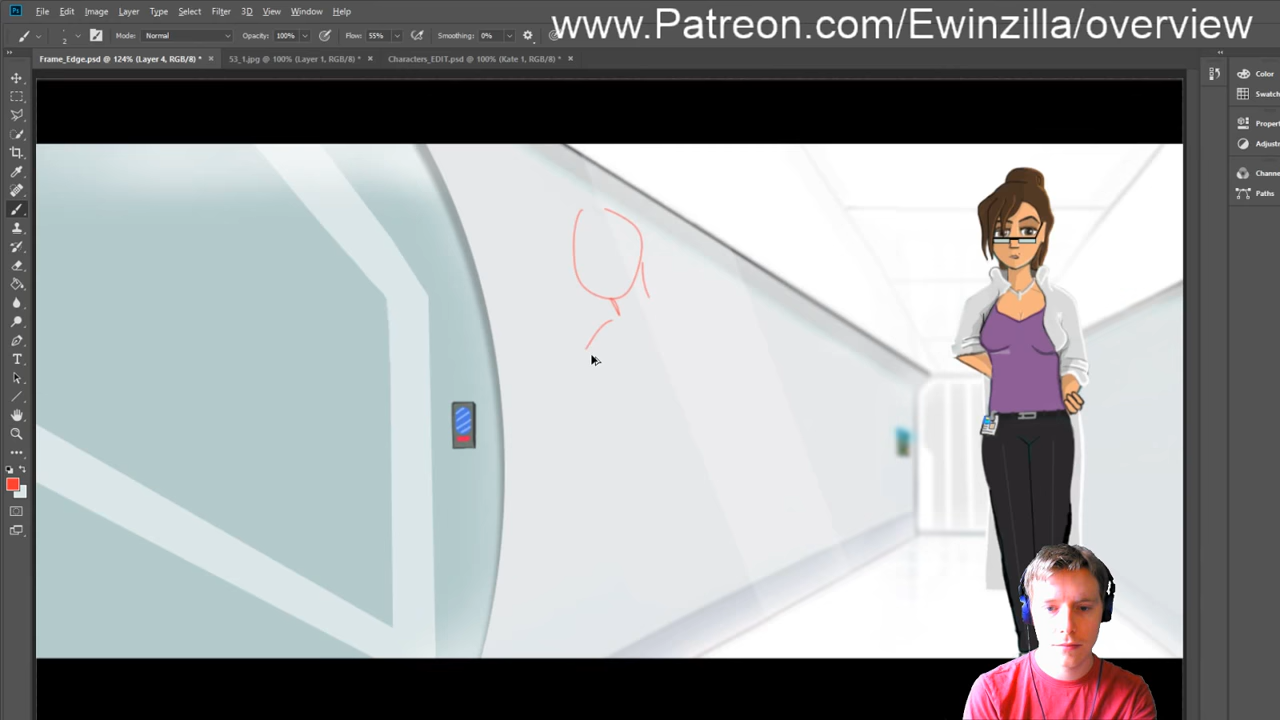 www.Patreon.com/Ewinzilla/overview
Ps File Edit Image Layer Type Select Filter 3D View Window Help
2 Mode: Normal Opacity: 100% Flow: 55% Smoothing: 0%
Frame_Edge.psd @ 124% (Layer 4, RGB/8) * × 53_1.jpg @ 100% (Layer 1, RGB/8) * × Characters_EDIT.psd @ 100% (Kate 1, RGB/8) * ×
Color
Swatch
Proper
Adjust
Channe
Paths